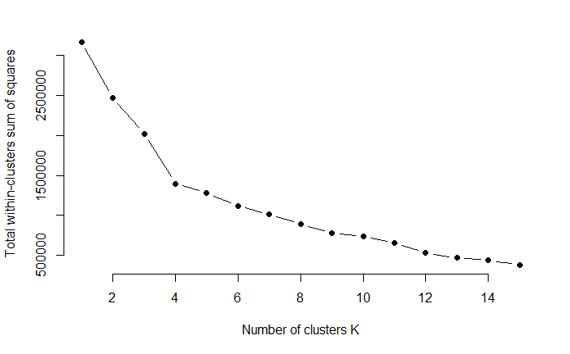 Total within-clusters sum of squares
2500000
1500000
500000
2 4 6 8 10 12 14
Number of clusters K